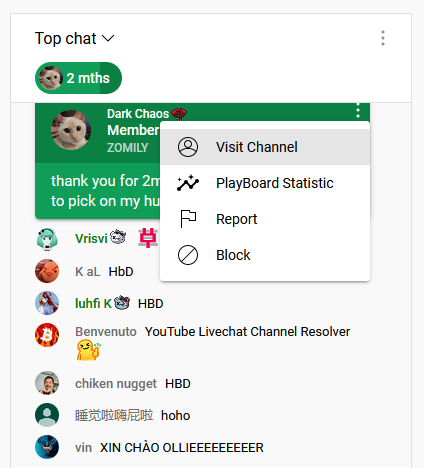 Top chat
2 mths
Dark Chaos
Member
ZOMILY
thank you for 2m
to pick on my hu
Visit Channel
PlayBoard Statistic
Report
Block
Vrisvi
K aL HbD
luhfi K HBD
Benvenuto YouTube Livechat Channel Resolver
chiken nugget HBD
睡觉啦嗨屁啦 hoho
vin XIN CHÀO OLLIEEEEEEEEER